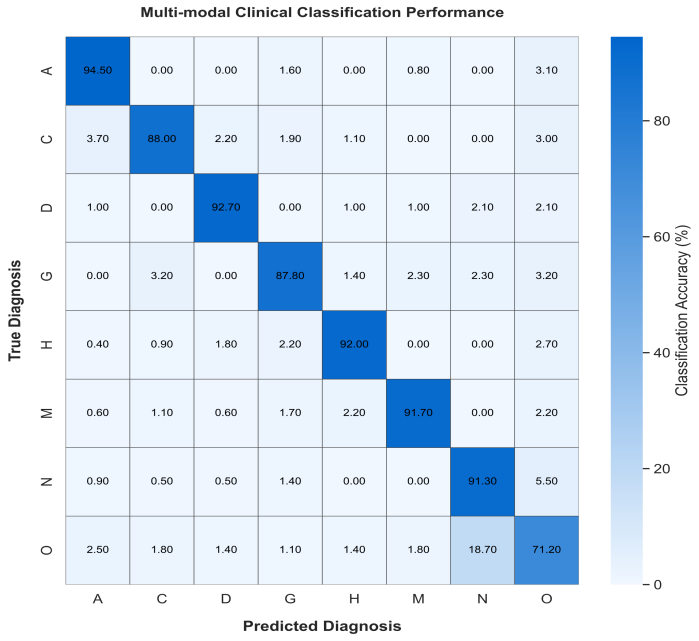 Multi-modal Clinical Classification Performance
A 94.50 0.00 0.00 1.60 0.00 0.80 0.00 3.10
C 3.70 88.00 2.20 1.90 1.10 0.00 0.00 3.00
D 1.00 0.00 92.70 0.00 1.00 1.00 2.10 2.10
G 0.00 3.20 0.00 87.80 1.40 2.30 2.30 3.20
H 0.40 0.90 1.80 2.20 92.00 0.00 0.00 2.70
M 0.60 1.10 0.60 1.70 2.20 91.70 0.00 2.20
N 0.90 0.50 0.50 1.40 0.00 0.00 91.30 5.50
O 2.50 1.80 1.40 1.10 1.40 1.80 18.70 71.20
A C D G H M N O
Predicted Diagnosis
True Diagnosis
80
60
40
20
0
Classification Accuracy (%)